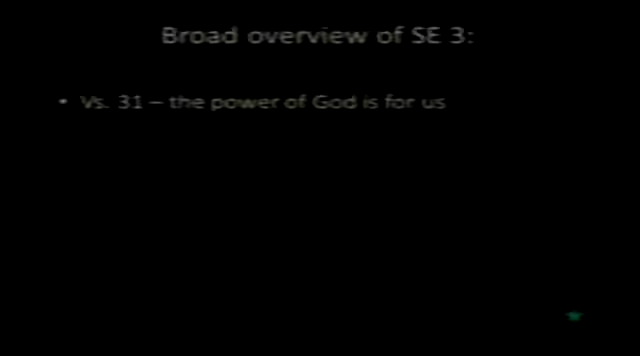 Broad overview of SE 3:
• Vs. 31 – the power of God is for us